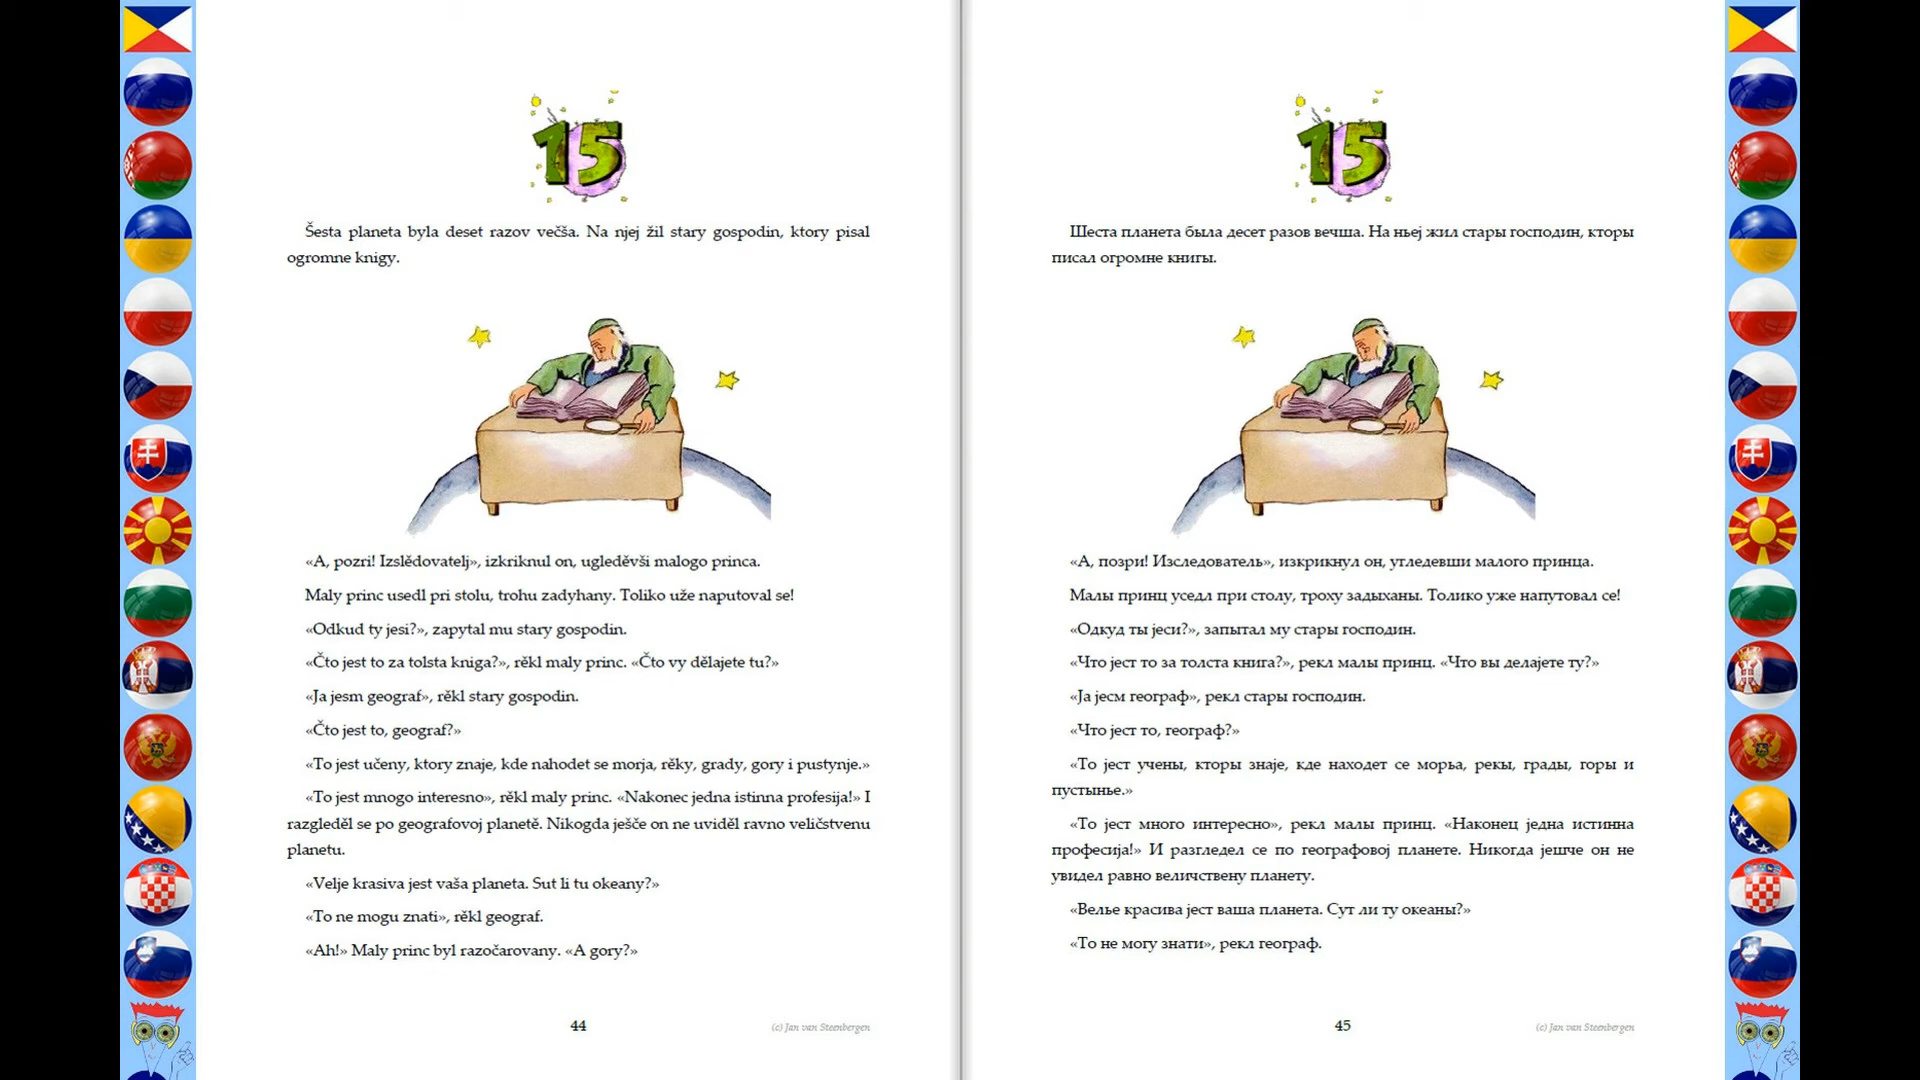 15
Šesta planeta byla deset razov večša. Na njej žil stary gospodin, ktory pisal
ogromne knigy.
«A, pozri! Izslědovatelj», izkriknul on, ugleděvši malogo princa.
Maly princ usedl pri stolu, trohu zadyhany. Toliko uže naputoval se!
«Odkud ty jesi?», zapytal mu stary gospodin.
«Čto jest to za tolsta kniga?», rěkl maly princ. «Čto vy dělajete tu?»
«Ja jesm geograf», rěkl stary gospodin.
«Čto jest to, geograf?»
«To jest učeny, ktory znaje, kde nahodet se morja, rěky, grady, gory i pustynje.»
«To jest mnogo interesno», rěkl maly princ. «Nakonec jedna istinna profesija!» I
razgleděl se po geografovoj planetě. Nikogda ješče on ne uviděl ravno veličstvenu
planetu.
«Velje krasiva jest vaša planeta. Sut li tu okeany?»
«To ne mogu znati», rěkl geograf.
«Ah!» Maly princ byl razočarovany. «A gory?»
44
(c) Jan van Steenbergen
15
Шеста планета была десет разов вечша. На њеј жил стары господин, кторы
писал огромне книгы.
«А, позри! Изследователь», изкрикнул он, угледевши малого принца.
Малы принц уседл при столу, троху задыханы. Толико уже напутовал се!
«Одкуд ты јеси?», запытал му стары господин.
«Что јест то за толста книга?», рекл малы принц. «Что вы делајете ту?»
«Ја јесм географ», рекл стары господин.
«Что јест то, географ?»
«То јест учены, кторы знаје, кде находет се морьа, рекы, грады, горы и
пустынье.»
«То јест много интересно», рекл малы принц. «Наконец једна истинна
професија!» И разгледел се по географовој планете. Никогда јешче он не
увидел равно величствену планету.
«Велье красива јест ваша планета. Сут ли ту океаны?»
«То не могу знати», рекл географ.
45
(c) Jan van Steenbergen